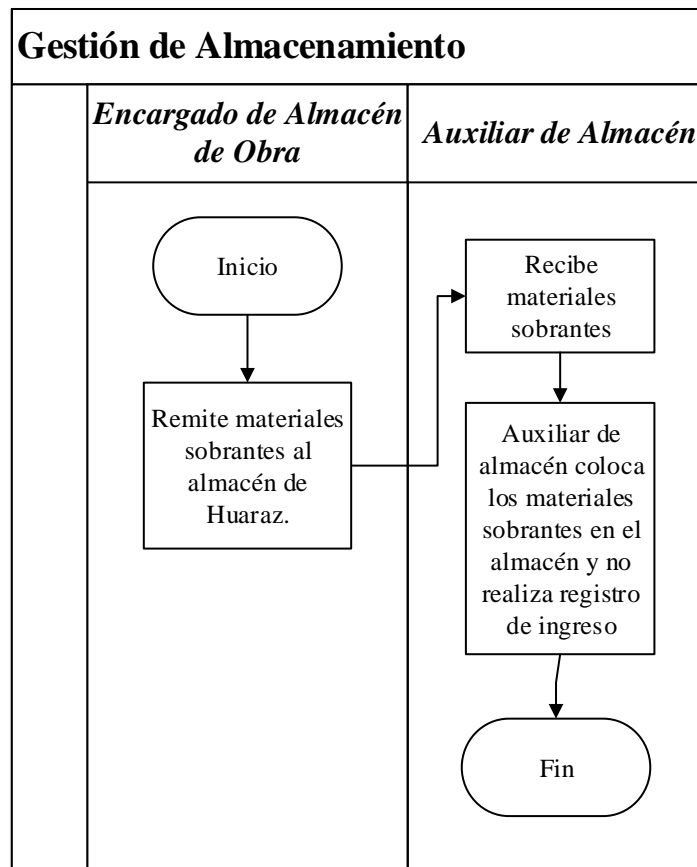 Gestión de Almacenamiento
Encargado de Almacén
de Obra
Auxiliar de Almacén
Inicio
Remite materiales
sobrantes al
almacén de
Huaraz.
Recibe
materiales
sobrantes
Auxiliar de
almacén coloca
los materiales
sobrantes en el
almacén y no
realiza registro
de ingreso
Fin